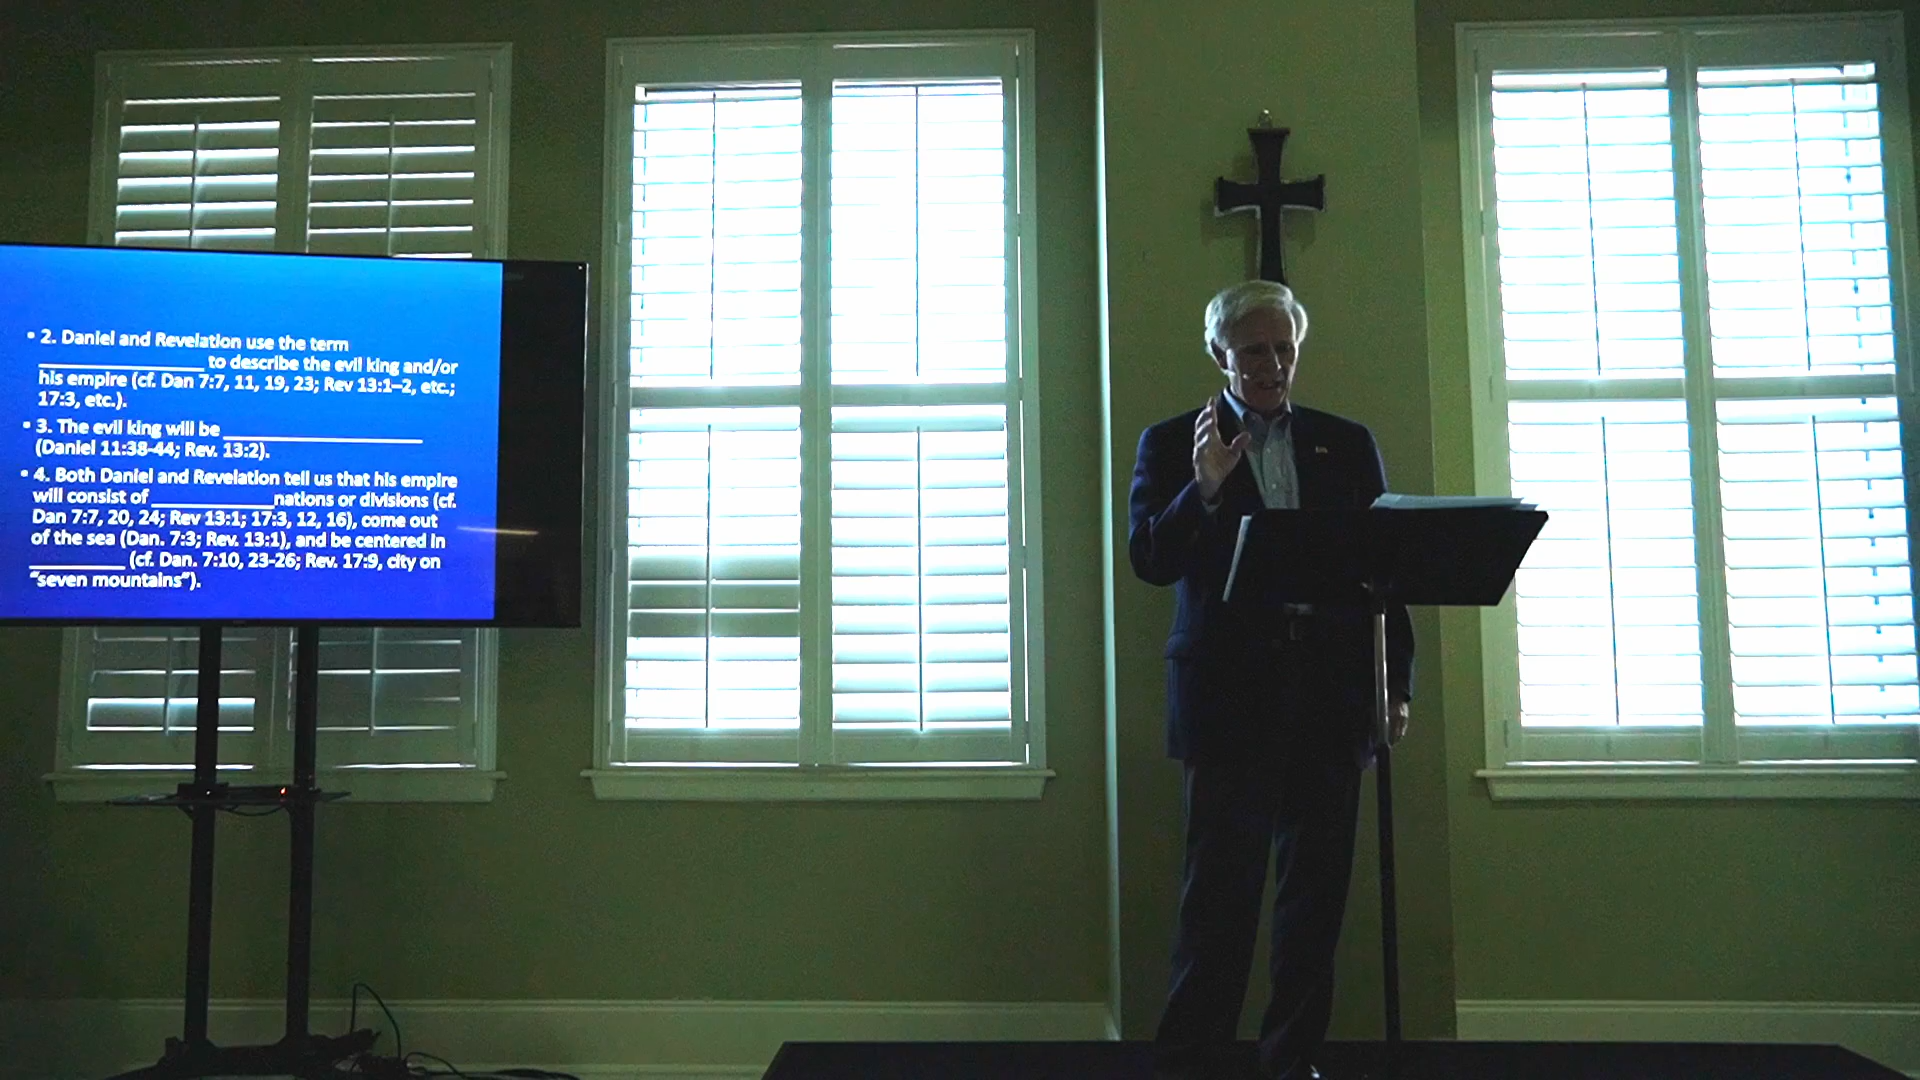 • 2. Daniel and Revelation use the term
_________________ to describe the evil king and/or
his empire (cf. Dan 7:7, 11, 19, 23; Rev 13:1–2, etc.;
17:3, etc.).
• 3. The evil king will be ____________________
(Daniel 11:38-44; Rev. 13:2).
• 4. Both Daniel and Revelation tell us that his empire
will consist of _____________nations or divisions (cf.
Dan 7:7, 20, 24; Rev 13:1; 17:3, 12, 16), come out
of the sea (Dan. 7:3; Rev. 13:1), and be centered in
__________ (cf. Dan. 7:10, 23-26; Rev. 17:9, city on
“seven mountains”).